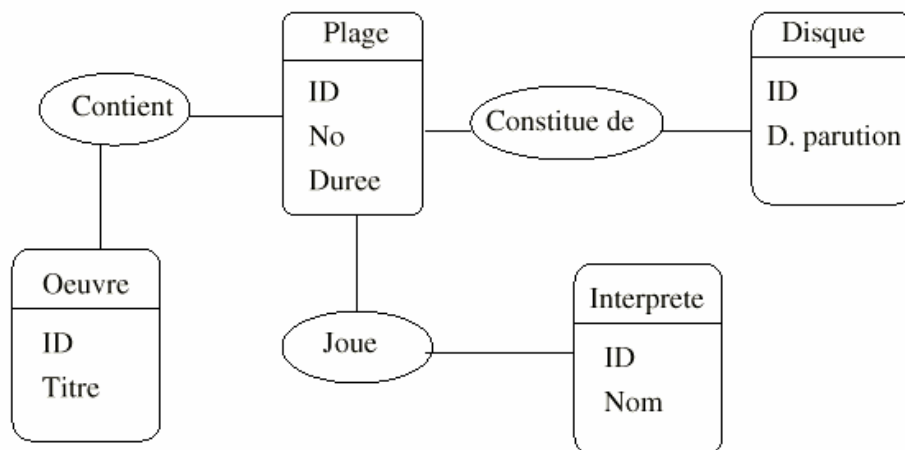 Plage
ID
No
Duree
Disque
ID
D. parution
Contient
Constitue de
Oeuvre
ID
Titre
Joue
Interprete
ID
Nom